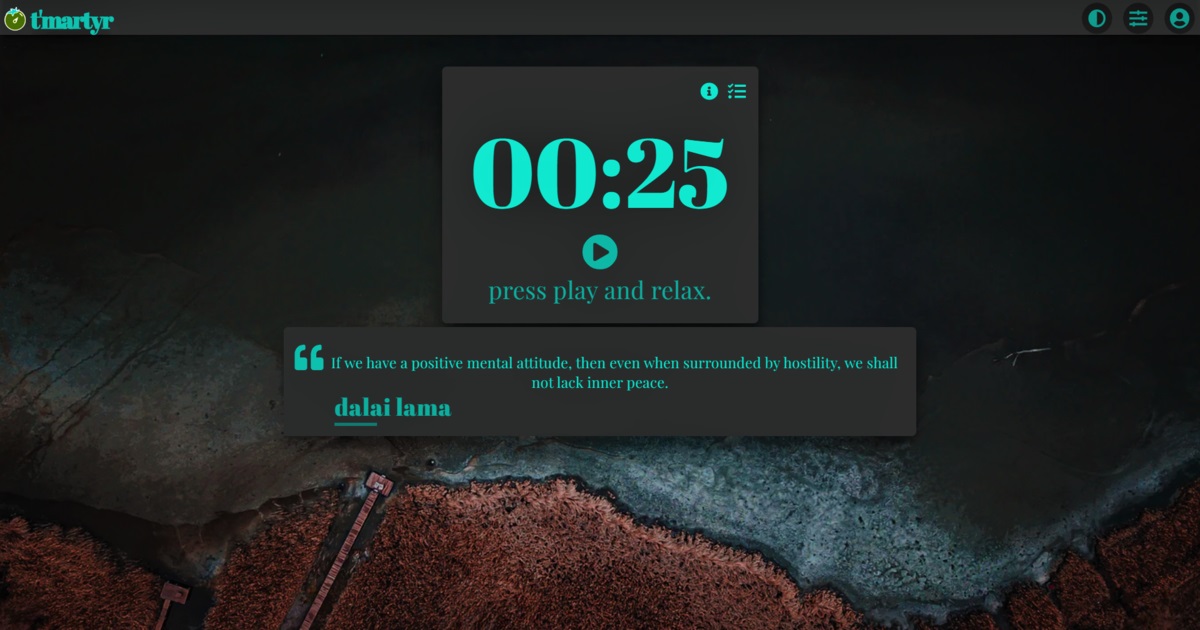 t'martyr
00:25
press play and relax.
If we have a positive mental attitude, then even when surrounded by hostility, we shall
not lack inner peace.
dalai lama